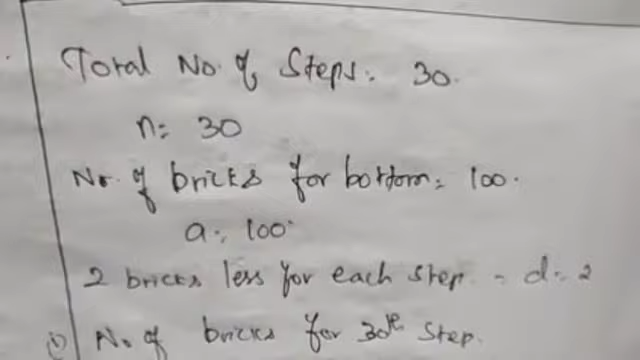 Total No. of Steps: 30.
n= 30
No. of bricks for bottom= 100.
a= 100
2 bricks less for each step - d= 2
i) No of bricks for 30th step.